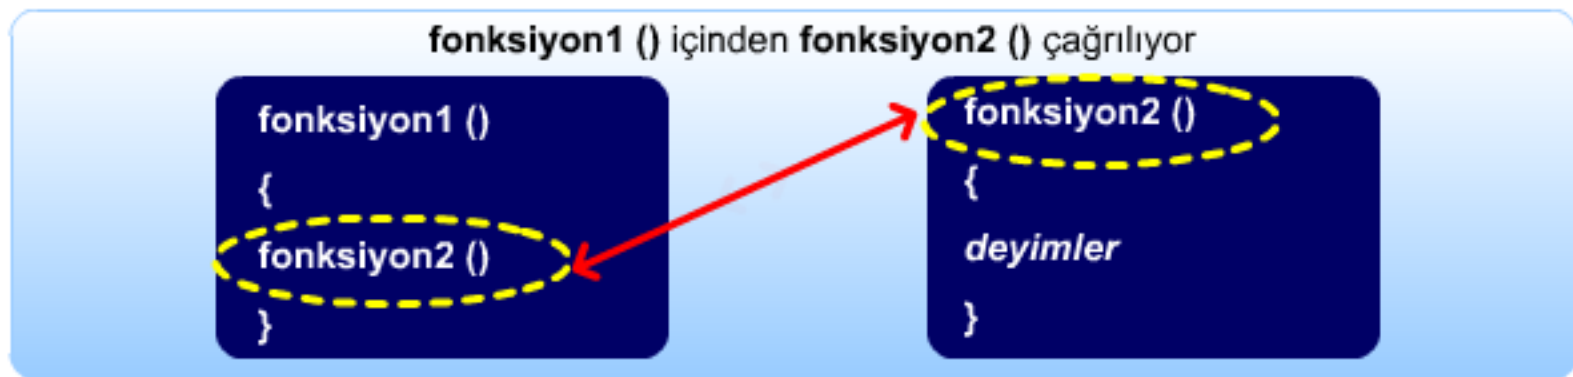 fonksiyon1 () içinden fonksiyon2 () çağrılıyor
fonksiyon1 ()
{
fonksiyon2 ()
}
fonksiyon2 ()
{
deyimler
}